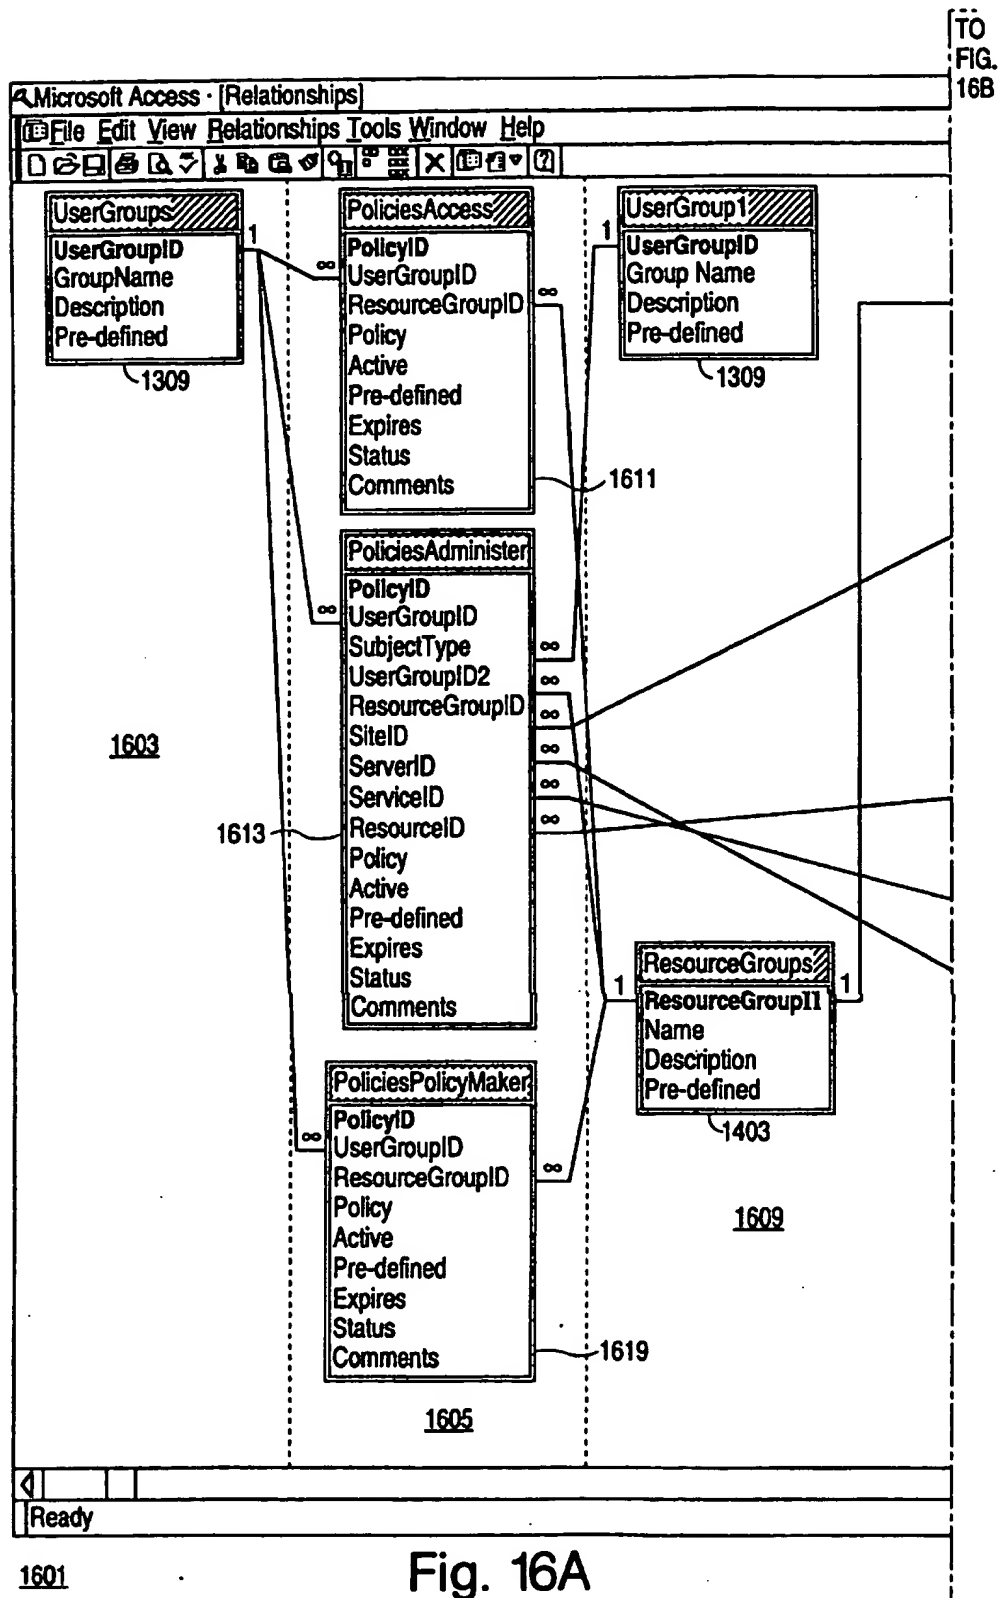 TO
FIG.
16B
Microsoft Access · [Relationships]
File Edit View Relationships Tools Window Help
UserGroups
UserGroupID
GroupName
Description
Pre-defined
1309
1
∞
∞
∞
PoliciesAccess
PolicyID
UserGroupID
ResourceGroupID
Policy
Active
Pre-defined
Expires
Status
Comments
1611
∞
UserGroup1
1
UserGroupID
Group Name
Description
Pre-defined
1309
PoliciesAdminister
PolicyID
UserGroupID
SubjectType
UserGroupID2
ResourceGroupID
SiteID
ServerID
ServiceID
ResourceID
Policy
Active
Pre-defined
Expires
Status
Comments
∞
∞
∞
∞
∞
∞
1603
1613
ResourceGroups
1
1
ResourceGroupII
Name
Description
Pre-defined
1403
PoliciesPolicyMaker
PolicyID
UserGroupID
ResourceGroupID
Policy
Active
Pre-defined
Expires
Status
Comments
∞
1619
1609
1605
Ready
1601
Fig. 16A